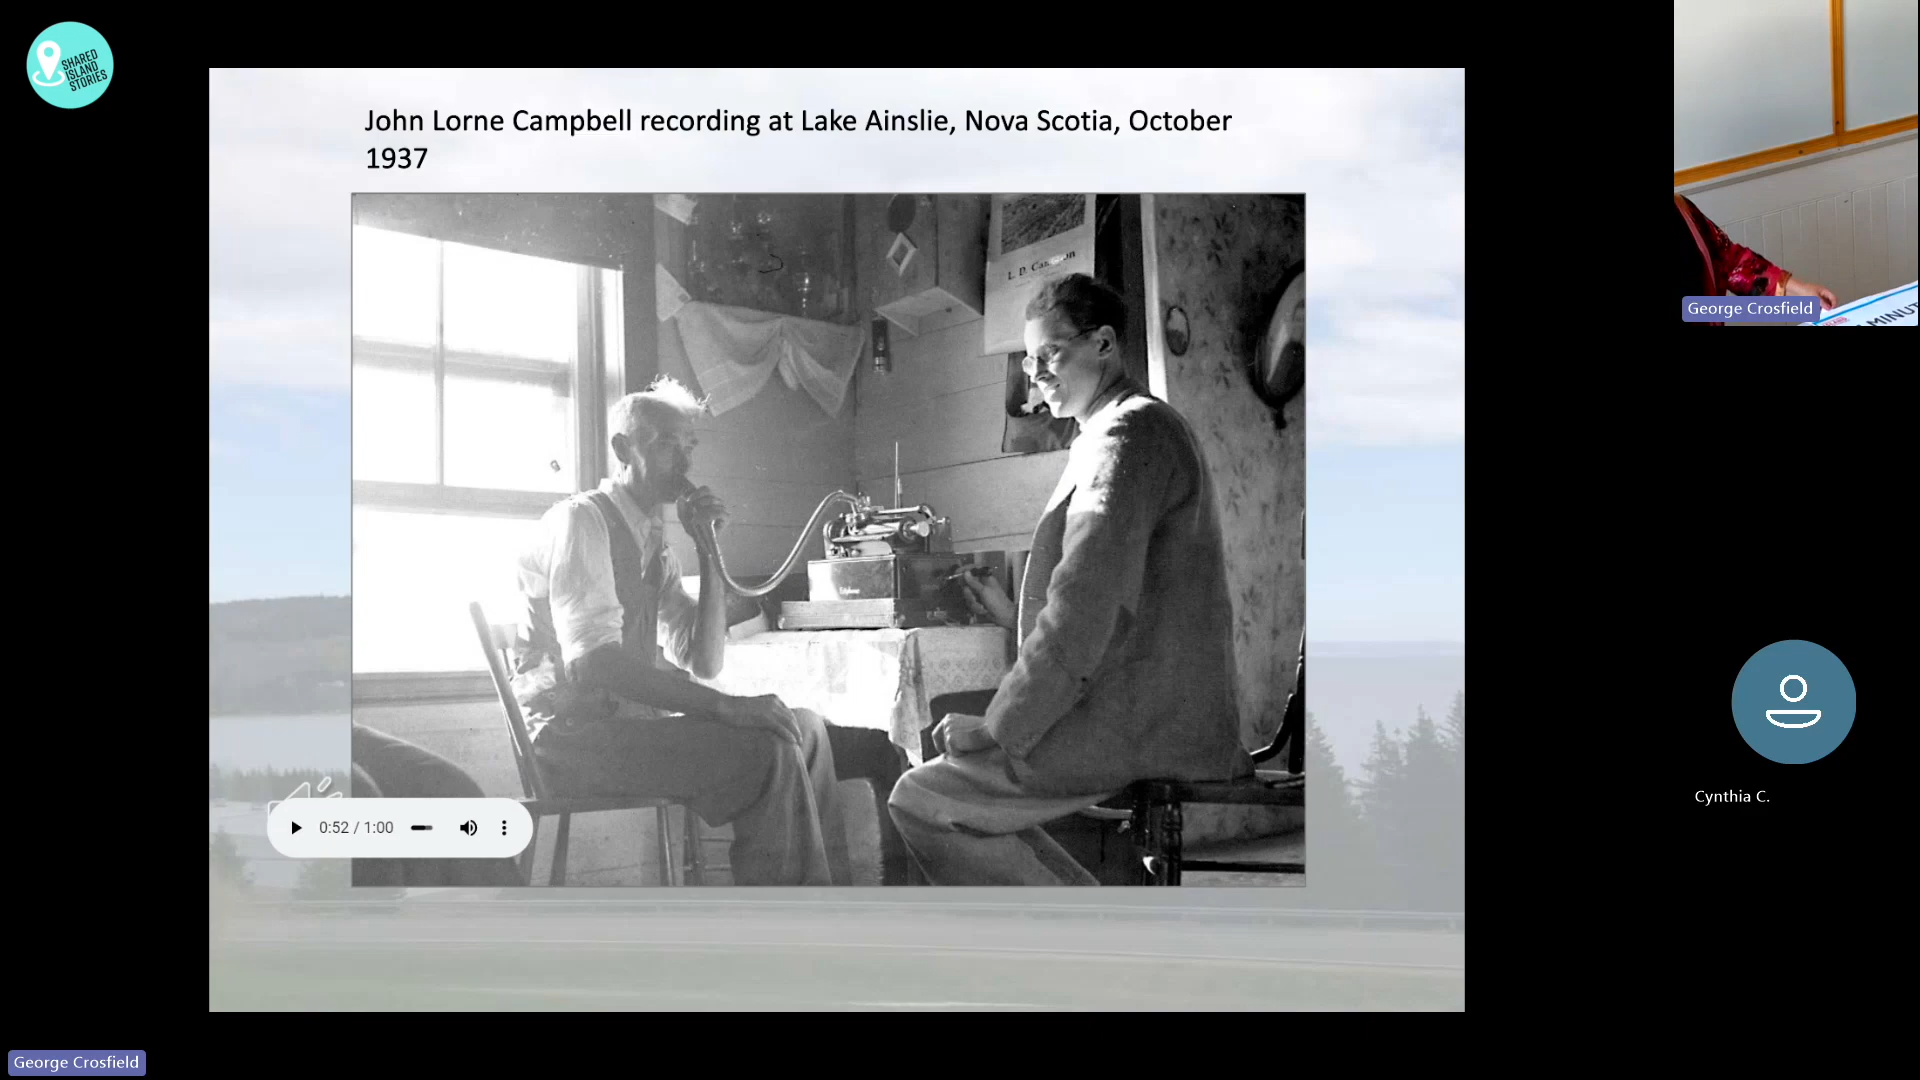 SHARED
ISLAND
STORIES
John Lorne Campbell recording at Lake Ainslie, Nova Scotia, October
1937
L. D.
0:52 / 1:00
George Crosfield
MINUT
Cynthia C.
George Crosfield